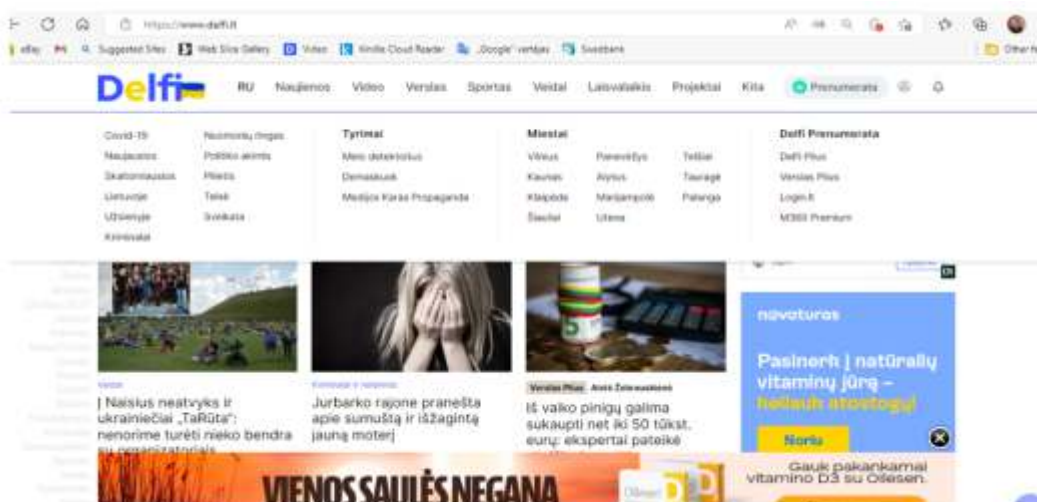 https://www.delfi.lt
eBay Suggested Sites Web Slice Gallery Video Kindle Cloud Reader „Google“ vertėjas Swedbank Other
Delfi RU Naujienos Video Verslas Sportas Veidai Laisvalaikis Projektai Kita Prenumerata
Covid-19 Nuomonių ringas Tyrimai Miestai Delfi Prenumerata
Naujausios Politiko akimis Melo detektorius Vilnius Panevėžys Telšiai Delfi Plius
Skaitomiausios Pilietis Demaskuok Kaunas Alytus Tauragė Verslas Plius
Lietuvoje Teisė Medijos Karas Propaganda Klaipėda Marijampolė Palanga Login.lt
Užsienyje Sveikata Šiauliai Utena M360 Premium
Kriminalai
Veidai
Į Naisius neatvyks ir
ukrainiečiai „TaRūta“:
nenorime turėti nieko bendra
su organizatoriais
Kriminalai ir nelaimės
Jurbarko rajone pranešta
apie sumuštą ir išžagintą
jauną moterį
Verslas Plius
Iš vaiko pinigų galima
sukaupti net iki 50 tūkst.
eurų: ekspertai pateikė
novaturas
Pasinerk į natūralių
vitaminų jūrą –
keliauk atostogų!
Noriu
VIENOS SAULĖS NEGANA
D3
Gauk pakankamai
vitamino D3 su Olesen.